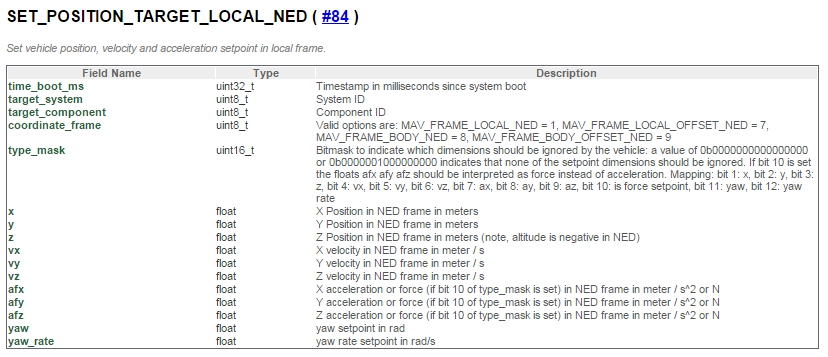 SET_POSITION_TARGET_LOCAL_NED ( #84 )
Set vehicle position, velocity and acceleration setpoint in local frame.
Field Name Type Description
time_boot_ms uint32_t Timestamp in milliseconds since system boot
target_system uint8_t System ID
target_component uint8_t Component ID
coordinate_frame uint8_t Valid options are: MAV_FRAME_LOCAL_NED = 1, MAV_FRAME_LOCAL_OFFSET_NED = 7,
MAV_FRAME_BODY_NED = 8, MAV_FRAME_BODY_OFFSET_NED = 9
type_mask uint16_t Bitmask to indicate which dimensions should be ignored by the vehicle: a value of 0b0000000000000000
or 0b0000001000000000 indicates that none of the setpoint dimensions should be ignored. If bit 10 is set
the floats afx afy afz should be interpreted as force instead of acceleration. Mapping: bit 1: x, bit 2: y, bit 3:
z, bit 4: vx, bit 5: vy, bit 6: vz, bit 7: ax, bit 8: ay, bit 9: az, bit 10: is force setpoint, bit 11: yaw, bit 12: yaw
rate
x float X Position in NED frame in meters
y float Y Position in NED frame in meters
z float Z Position in NED frame in meters (note, altitude is negative in NED)
vx float X velocity in NED frame in meter / s
vy float Y velocity in NED frame in meter / s
vz float Z velocity in NED frame in meter / s
afx float X acceleration or force (if bit 10 of type_mask is set) in NED frame in meter / s^2 or N
afy float Y acceleration or force (if bit 10 of type_mask is set) in NED frame in meter / s^2 or N
afz float Z acceleration or force (if bit 10 of type_mask is set) in NED frame in meter / s^2 or N
yaw float yaw setpoint in rad
yaw_rate float yaw rate setpoint in rad/s